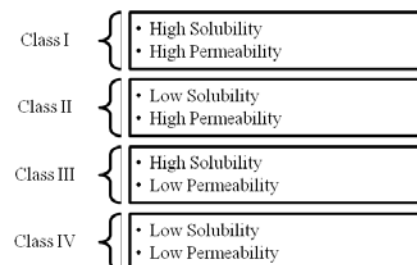 Class I
• High Solubility
• High Permeability
Class II
• Low Solubility
• High Permeability
Class III
• High Solubility
• Low Permeability
Class IV
• Low Solubility
• Low Permeability